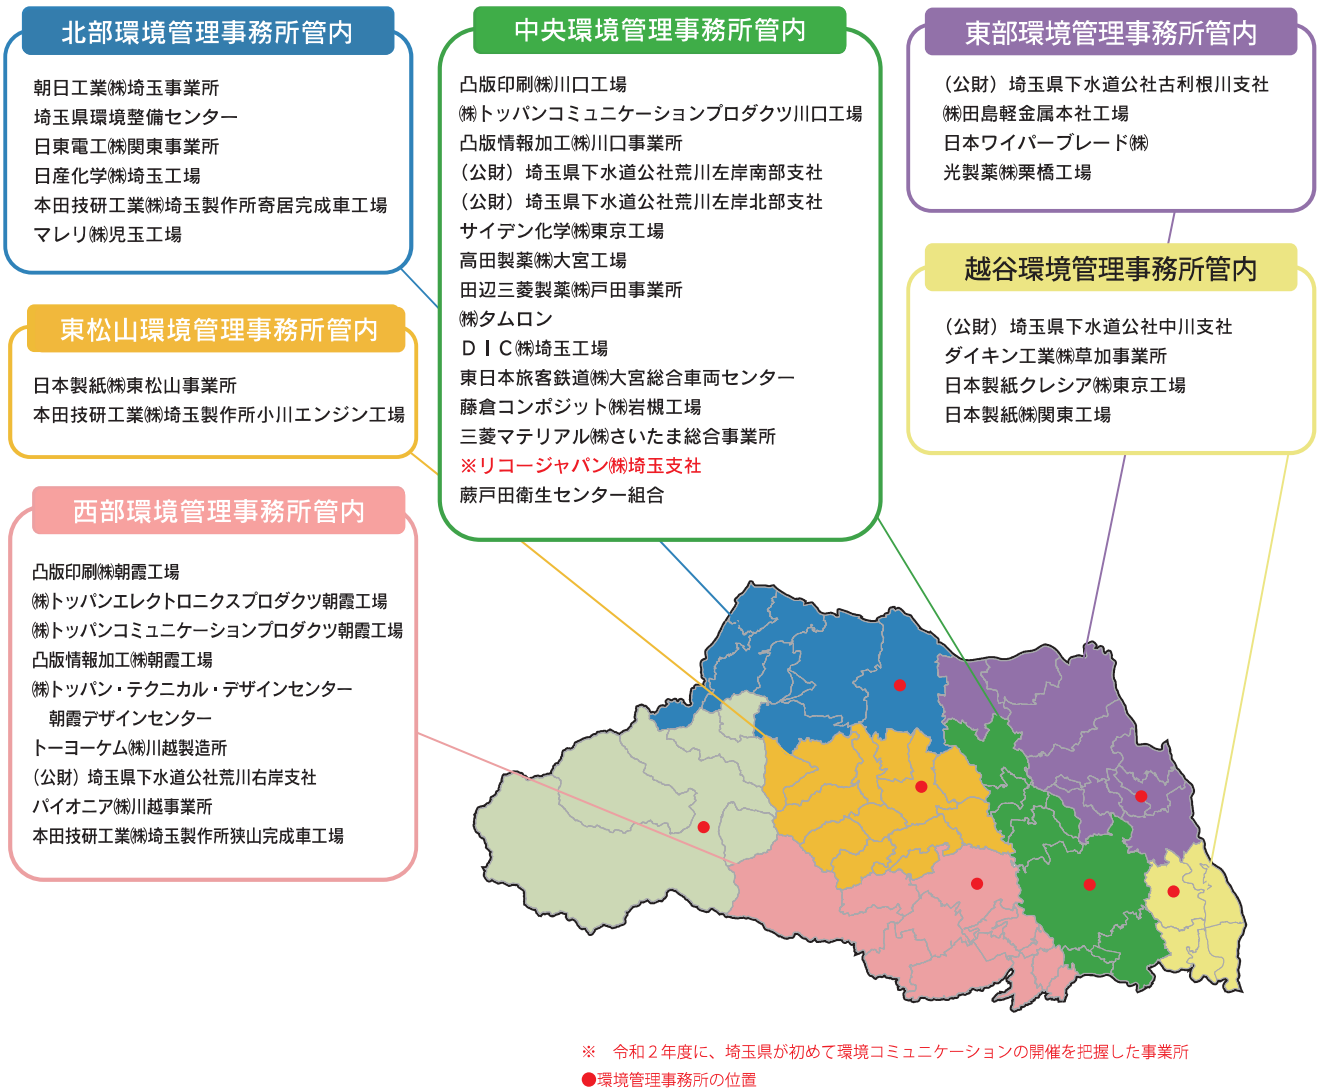 北部環境管理事務所管内
朝日工業㈱埼玉事業所
埼玉県環境整備センター
日東電工㈱関東事業所
日産化学㈱埼玉工場
本田技研工業㈱埼玉製作所寄居完成車工場
マレリ㈱児玉工場
東松山環境管理事務所管内
日本製紙㈱東松山事業所
本田技研工業㈱埼玉製作所小川エンジン工場
西部環境管理事務所管内
凸版印刷㈱朝霞工場
㈱トッパンエレクトロニクスプロダクツ朝霞工場
㈱トッパンコミュニケーションプロダクツ朝霞工場
凸版情報加工㈱朝霞工場
㈱トッパン・テクニカル・デザインセンター
朝霞デザインセンター
トーヨーケム㈱川越製造所
（公財）埼玉県下水道公社荒川右岸支社
パイオニア㈱川越事業所
本田技研工業㈱埼玉製作所狭山完成車工場
中央環境管理事務所管内
凸版印刷㈱川口工場
㈱トッパンコミュニケーションプロダクツ川口工場
凸版情報加工㈱川口事業所
（公財）埼玉県下水道公社荒川左岸南部支社
（公財）埼玉県下水道公社荒川左岸北部支社
サイデン化学㈱東京工場
高田製薬㈱大宮工場
田辺三菱製薬㈱戸田事業所
㈱タムロン
ＤＩＣ㈱埼玉工場
東日本旅客鉄道㈱大宮総合車両センター
藤倉コンポジット㈱岩槻工場
三菱マテリアル㈱さいたま総合事業所
※リコージャパン㈱埼玉支社
蕨戸田衛生センター組合
東部環境管理事務所管内
（公財）埼玉県下水道公社古利根川支社
㈱田島軽金属本社工場
日本ワイパーブレード㈱
光製薬㈱栗橋工場
越谷環境管理事務所管内
（公財）埼玉県下水道公社中川支社
ダイキン工業㈱草加事業所
日本製紙クレシア㈱東京工場
日本製紙㈱関東工場
※　令和２年度に、埼玉県が初めて環境コミュニケーションの開催を把握した事業所
●環境管理事務所の位置